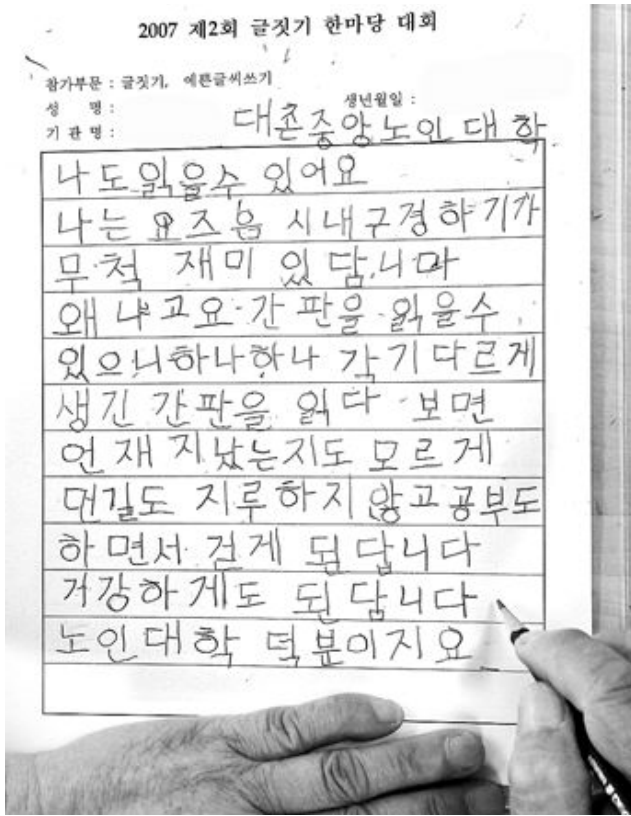 2007 제2회 글짓기 한마당 대회
참가부문 : 글짓기, 예쁜글씨쓰기
성 명 :
생년월일 :
기 관 명 :
대촌중앙노인대학
나도읽을수 있어요
나는 요즈음 시내구경하기가
무척 재미 있 담니다
왜 냐고요 간판을 읽을수
있으니하나하나 각기다르게
생긴 간판을 읽다 보면
언재지났는지도 모르게
먼길도 지루하지 않고공부도
하면서 걷게 됨답니다
거강하게도 된담니다
노인대학 덕분이지요